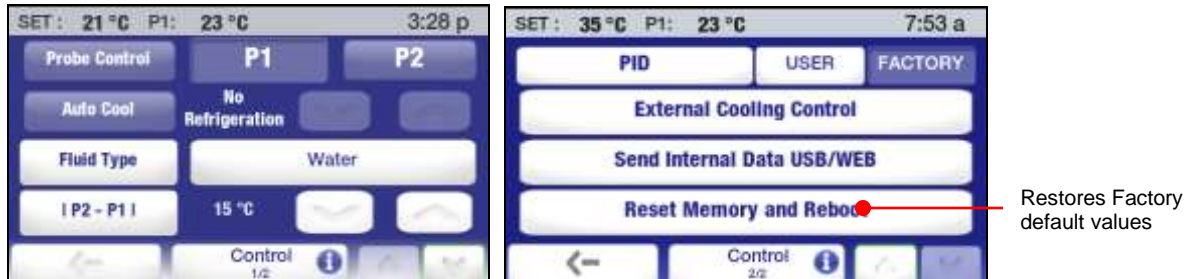 SET: 21 °C P1: 23 °C 3:28 p
Probe Control P1 P2
Auto Cool No Refrigeration
Fluid Type Water
I P2 - P1 I 15 °C
Control
1/2
SET: 35 °C P1: 23 °C 7:53 a
PID USER FACTORY
External Cooling Control
Send Internal Data USB/WEB
Reset Memory and Reboot
Control
2/2
Restores Factory
default values